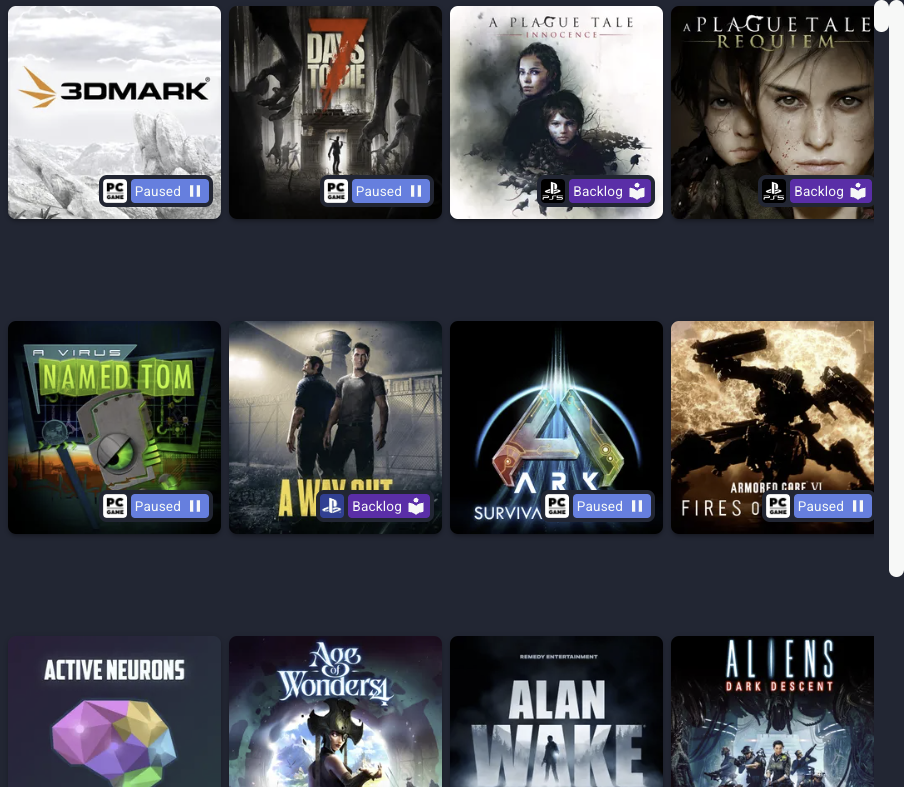 3DMARK®
PC
GAME
Paused
7
DAYS
TO DIE
PC
GAME
Paused
A PLAGUE TALE
INNOCENCE
PS5
Backlog
A PLAGUE TALE
REQUIEM
PS5
Backlog
A VIRUS
NAMED TOM
PC
GAME
Paused
A WAY OUT
Backlog
ARK
SURVIVA
PC
GAME
Paused
ARMORED CORE VI
FIRES O
PC
GAME
Paused
ACTIVE NEURONS
Age
of
Wonders 4
REMEDY ENTERTAINMENT
ALAN
WAKE
ALIENS
DARK DESCENT